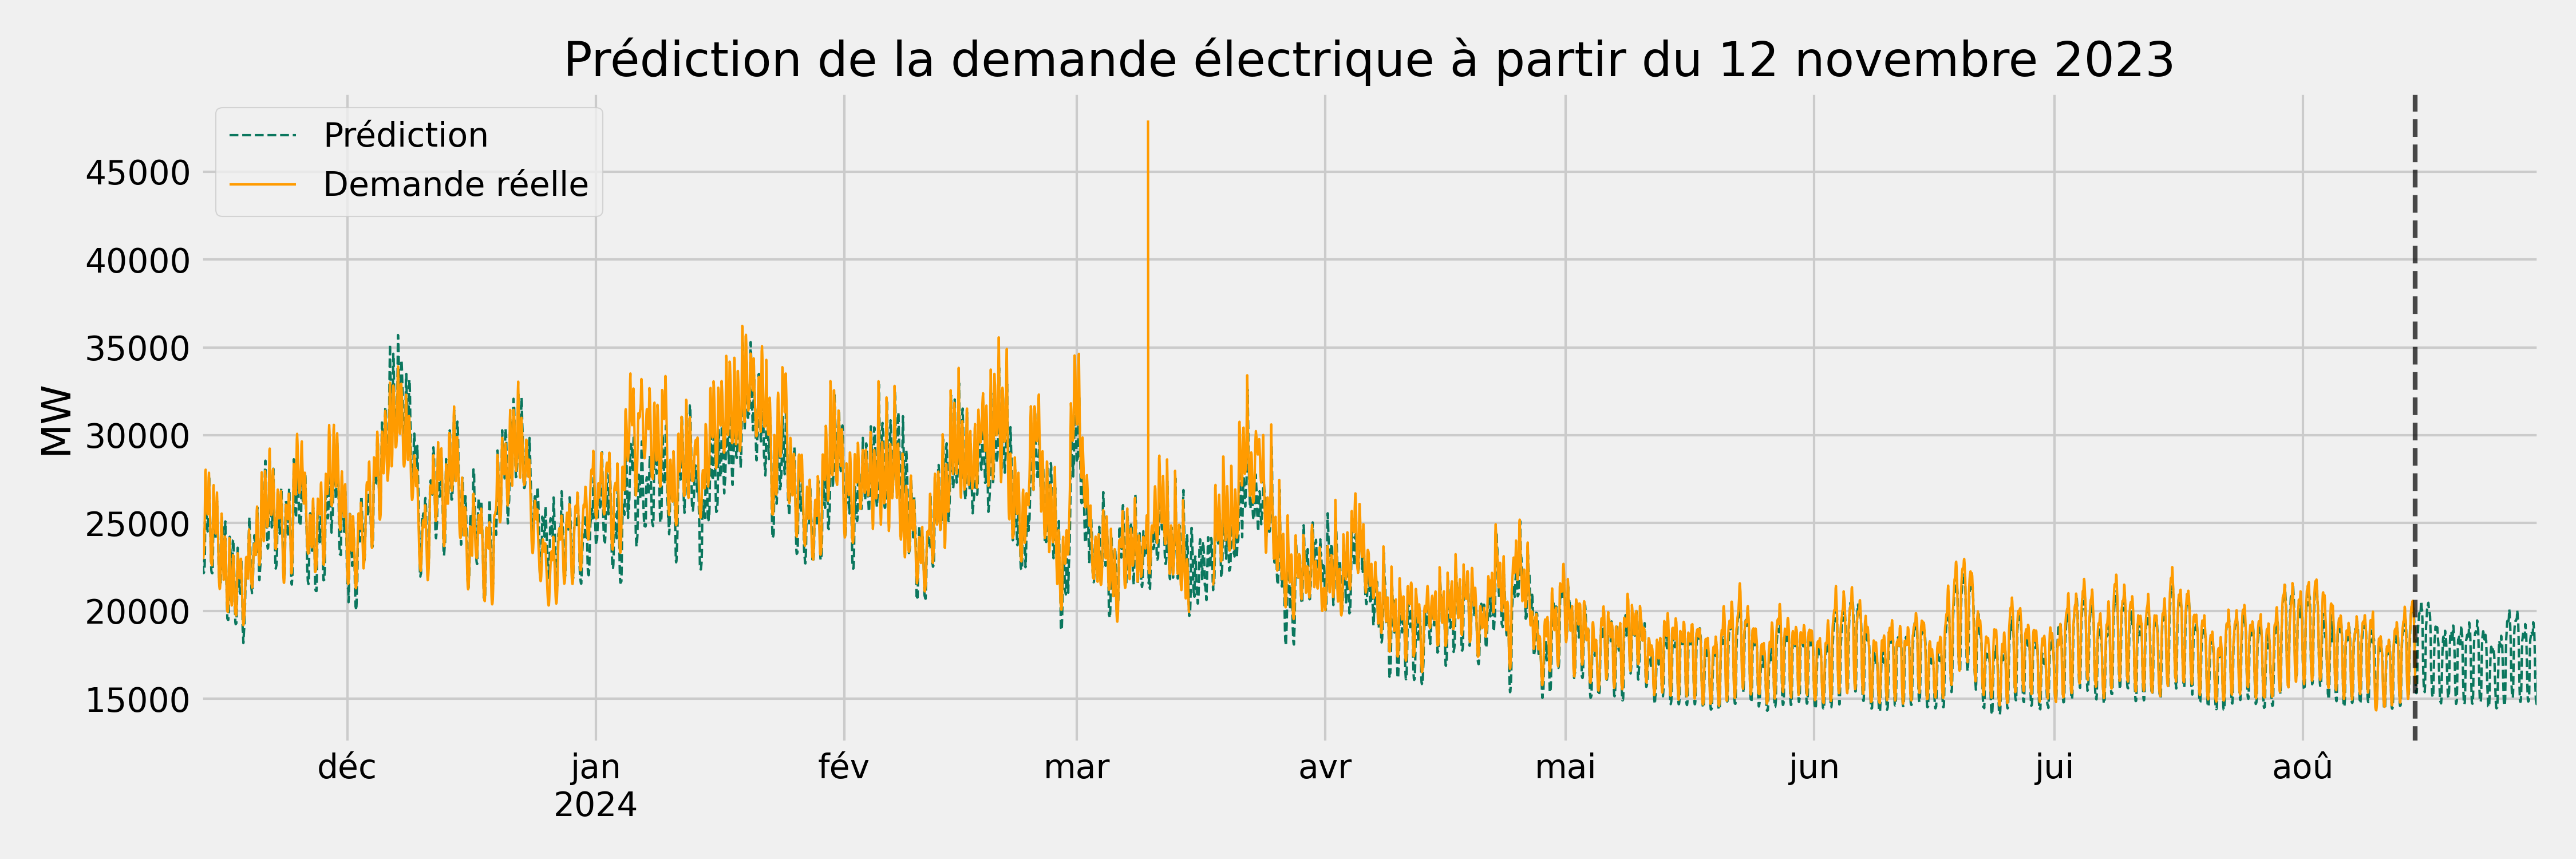 Prédiction de la demande électrique à partir du 12 novembre 2023
Prédiction
Demande réelle
MW
45000
40000
35000
30000
25000
20000
15000
déc
jan
2024
fév
mar
avr
mai
jun
jui
aoû